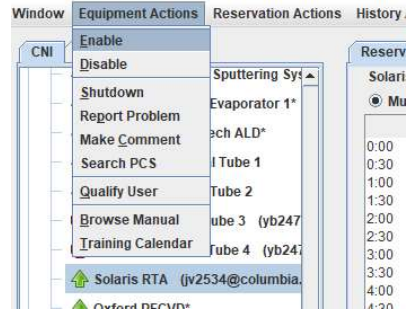 Window Equipment Actions Reservation Actions History
Enable
CNI
Reserv
Disable
Sputtering Sys
Solaris
Shutdown
Evaporator 1*
Mu
Report Problem
ech ALD*
Make Comment
Search PCS
l Tube 1
0:00
0:30
Qualify User
Tube 2
1:00
1:30
Browse Manual
ube 3 (yb247
2:00
2:30
Training Calendar
Tube 4 (yb247
3:00
Solaris RTA (jv2534@columbia.
3:30
4:00
Oxford PECVD*
4:30